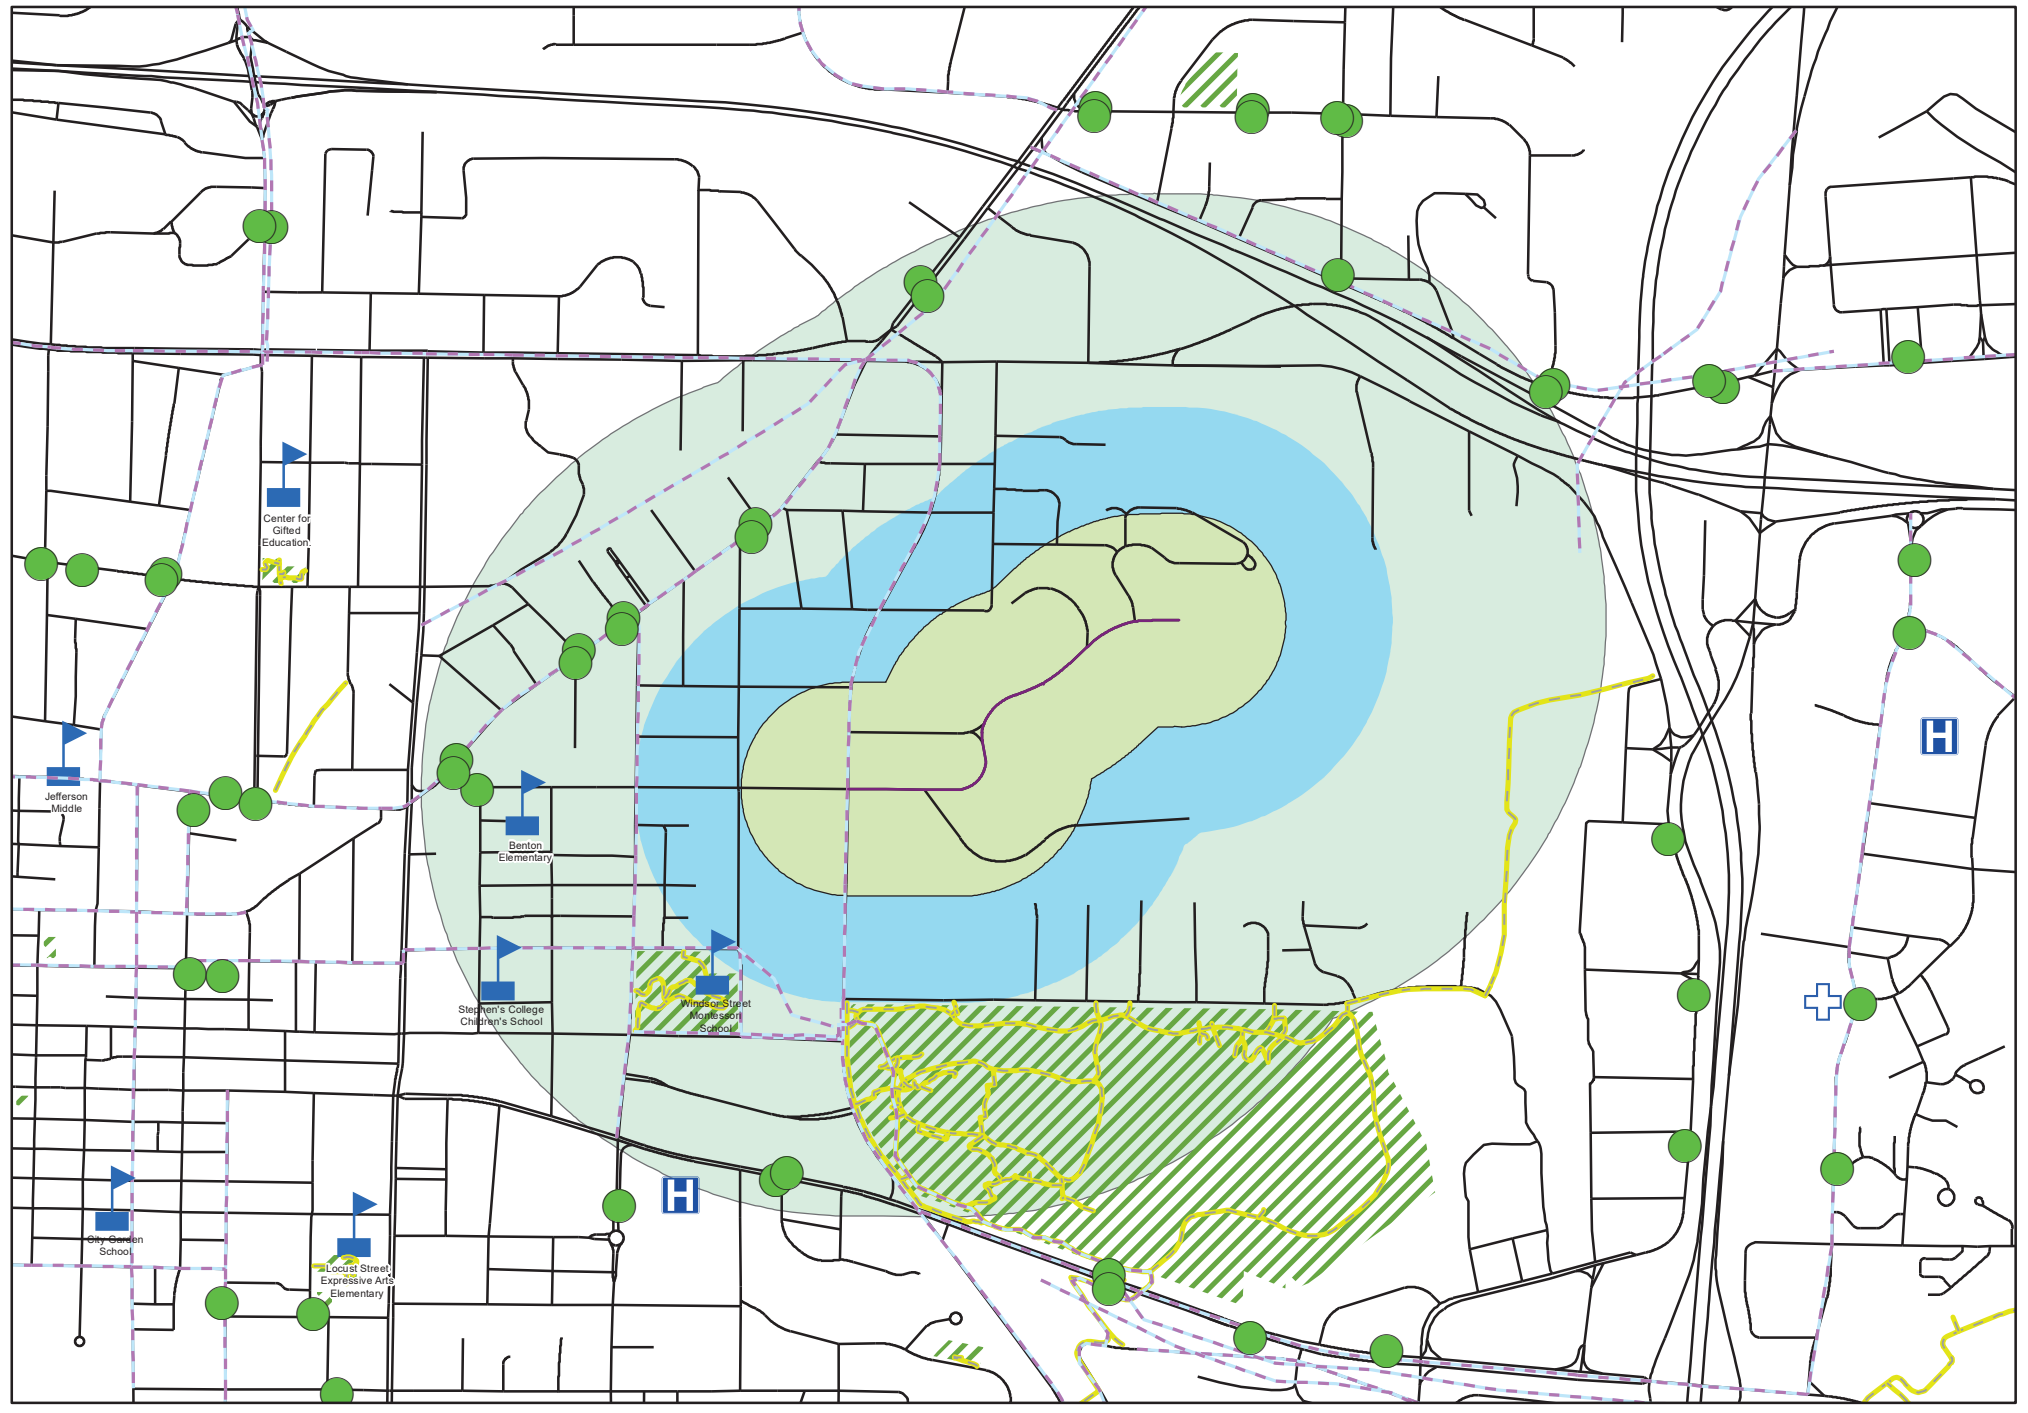 Center for
Gifted
Education.
Jefferson
Middle
H
Benton
Elementary
Stephen's College
Children's School
Windsor Street
Montessori
School
H
City Garden
School
Locust Street
Expressive Arts
Elementary